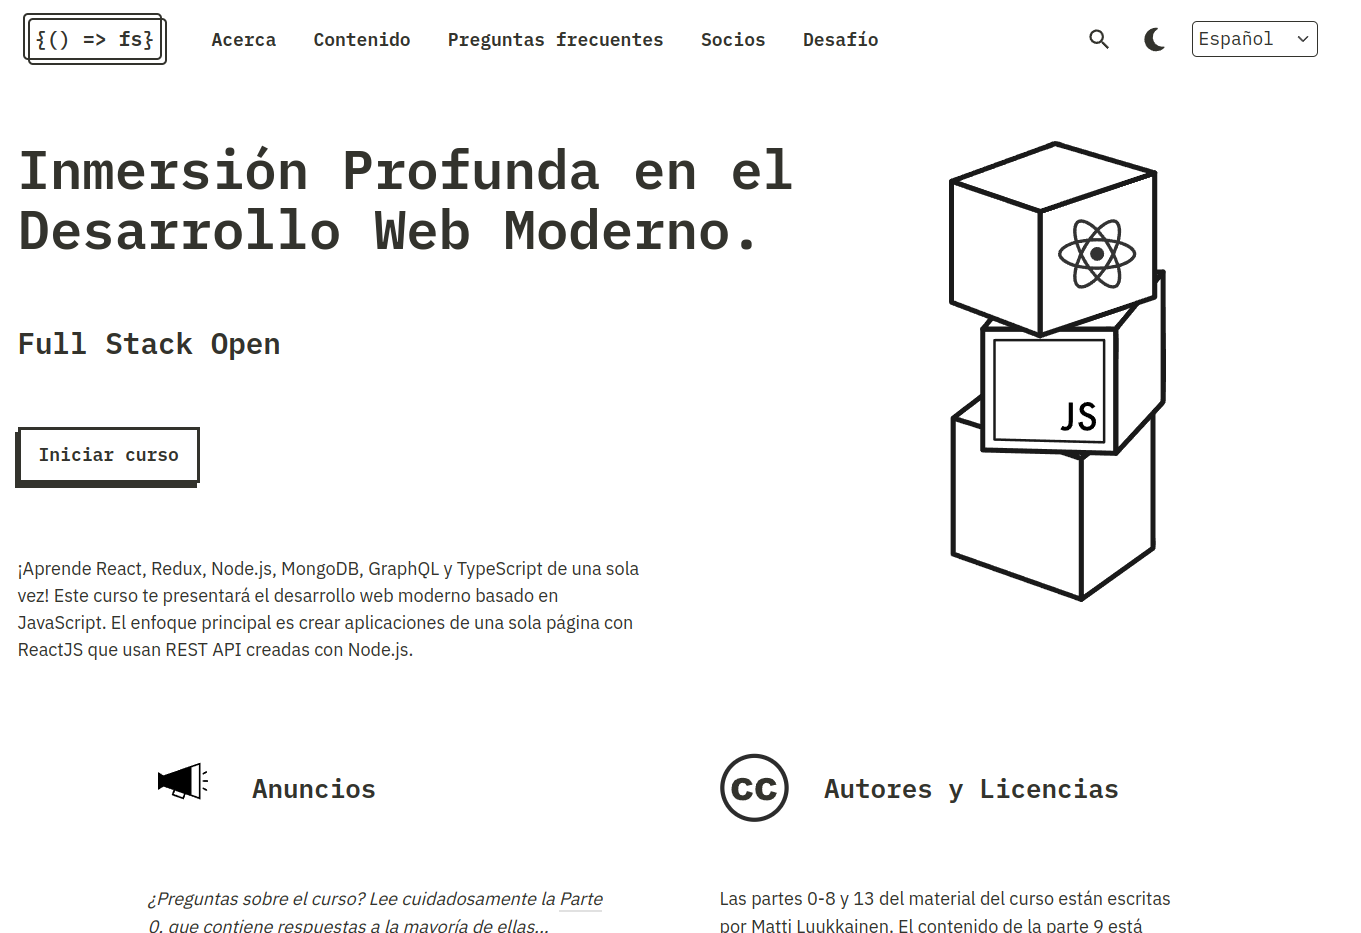 {() => fs} Acerca Contenido Preguntas frecuentes Socios Desafío Español
Inmersión Profunda en el
Desarrollo Web Moderno.
Full Stack Open
Iniciar curso
JS
¡Aprende React, Redux, Node.js, MongoDB, GraphQL y TypeScript de una sola
vez! Este curso te presentará el desarrollo web moderno basado en
JavaScript. El enfoque principal es crear aplicaciones de una sola página con
ReactJS que usan REST API creadas con Node.js.
Anuncios
¿Preguntas sobre el curso? Lee cuidadosamente la Parte
0, que contiene respuestas a la mayoría de ellas...
cc
Autores y Licencias
Las partes 0-8 y 13 del material del curso están escritas
por Matti Luukkainen. El contenido de la parte 9 está